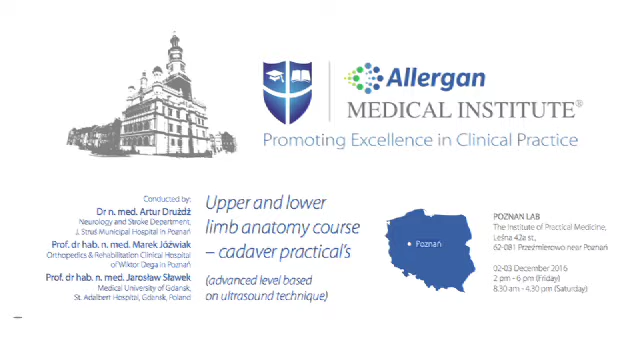 Allergan
MEDICAL INSTITUTE®
Promoting Excellence in Clinical Practice
Conducted by:
Dr n. med. Artur Drużdż
Neurology and Stroke Department,
J. Struś Municipal Hospital in Poznań
Prof. dr hab. n. med. Marek Jóźwiak
Orthopedics & Rehabilitation Clinical Hospital
of Wiktor Dega in Poznań
Prof. dr hab. n. med. Jarosław Sławek
Medical University of Gdańsk,
St. Adalbert Hospital, Gdańsk, Poland
Upper and lower
limb anatomy course
– cadaver practical's
(advanced level based
on ultrasound technique)
Poznań
POZNAN LAB
The Institute of Practical Medicine,
Leśna 42a st.,
62-081 Przeźmierowo near Poznań
02-03 December 2016
2 pm - 6 pm (Friday)
8.30 am - 4.30 pm (Saturday)